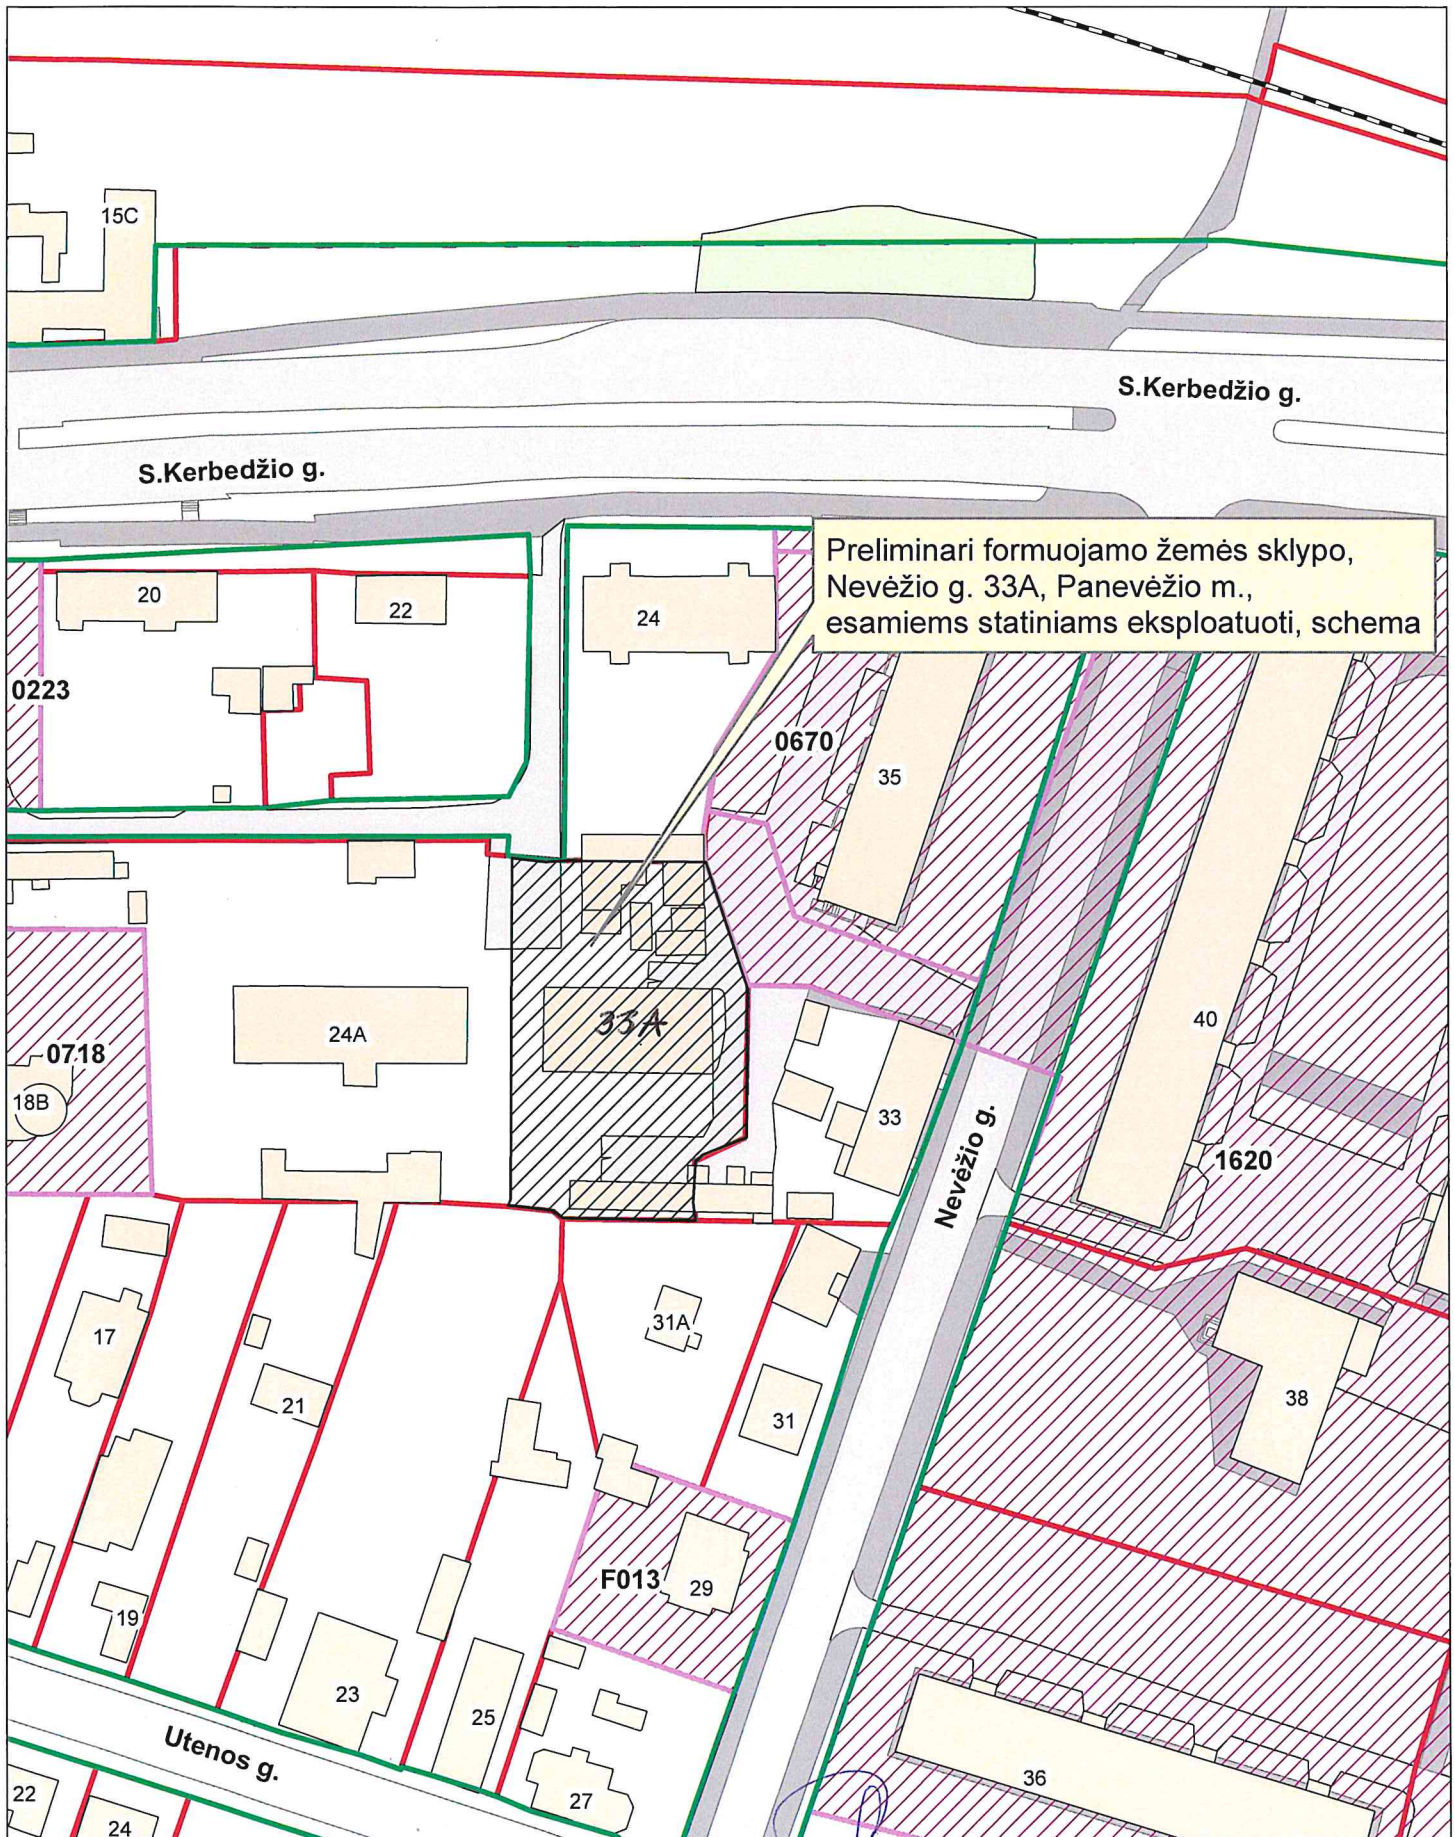 15C
S.Kerbedžio g.
S.Kerbedžio g.
Preliminari formuojamo žemės sklypo,
Nevėžio g. 33A, Panevėžio m.,
esamiems statiniams eksploatuoti, schema
20
22
24
0223
0670
35
33A
24A
40
0718
18B
33
Nevėžio g.
1620
31A
17
21
31
38
F013
29
19
23
25
Utenos g.
36
27
22
24